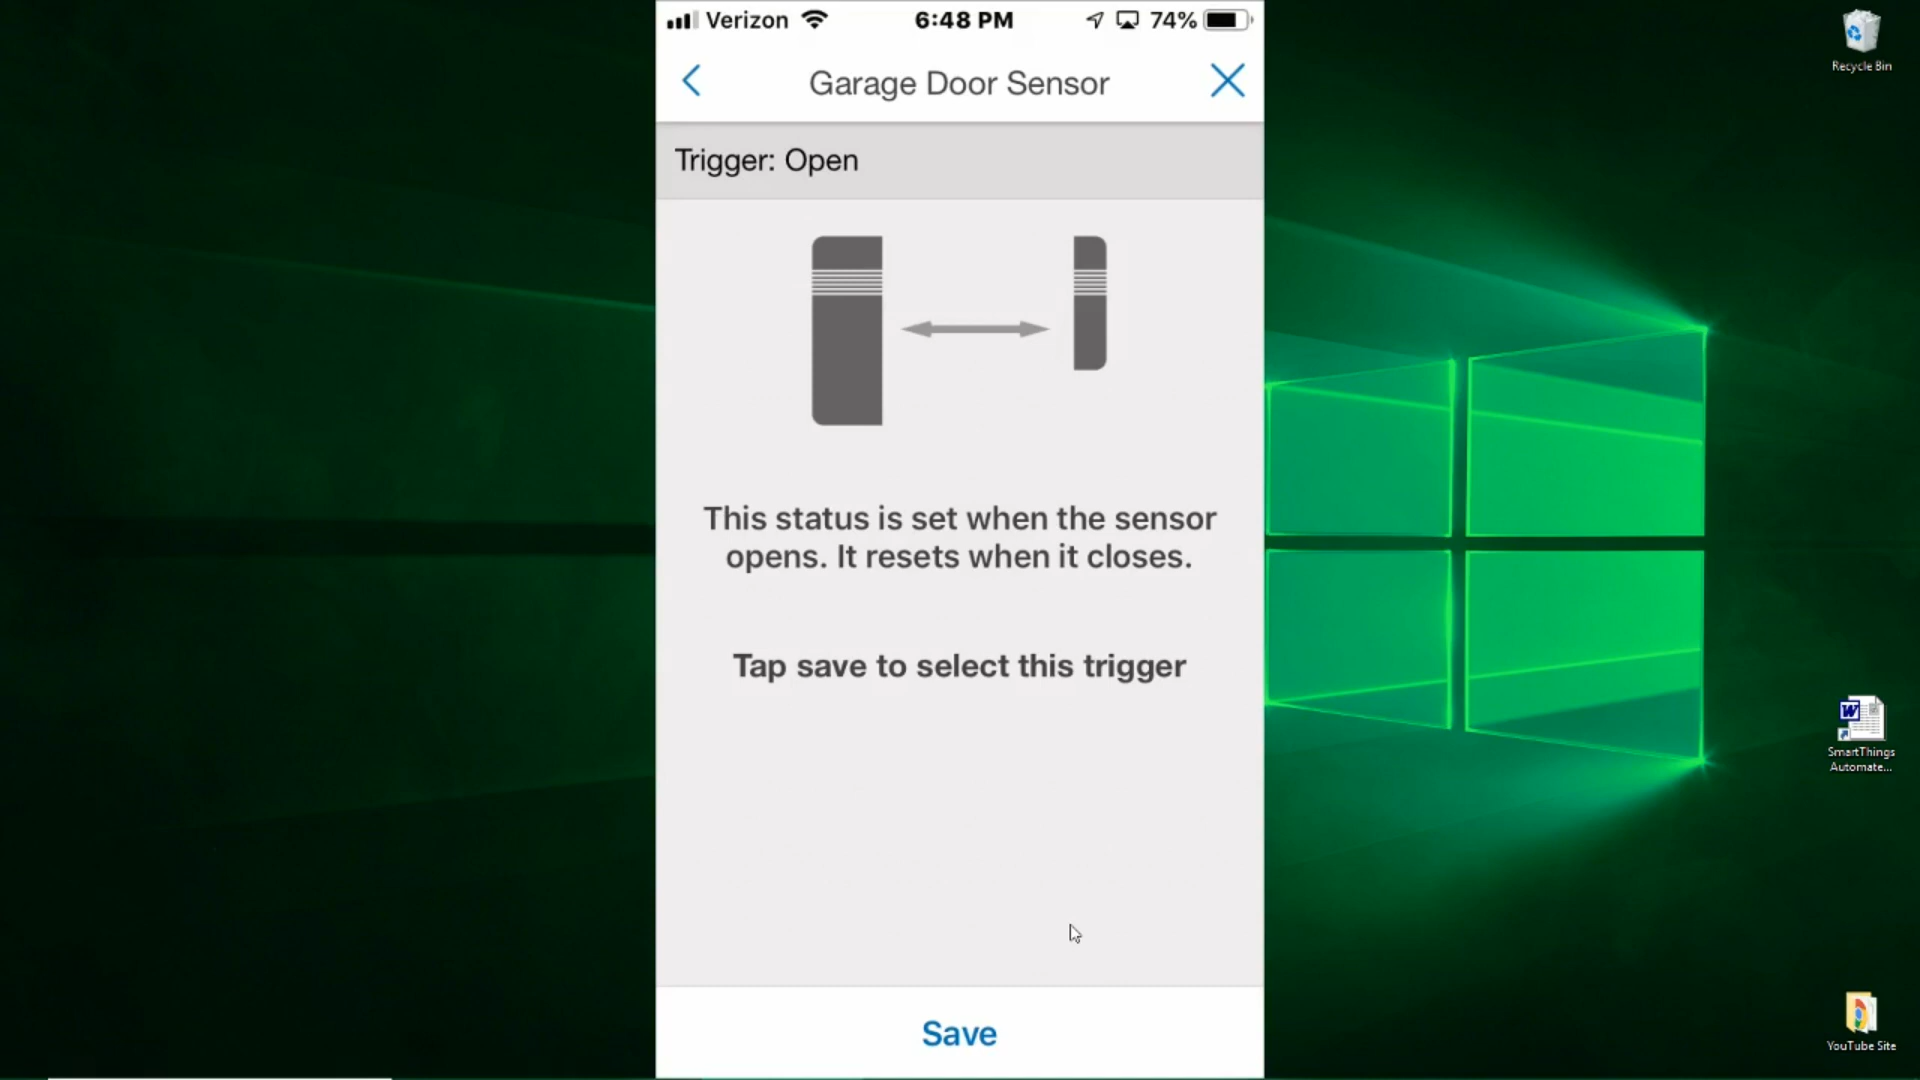 Verizon 6:48 PM 74%
Garage Door Sensor
Trigger: Open
This status is set when the sensor
opens. It resets when it closes.
Tap save to select this trigger
Save
Recycle Bin
W
SmartThings
Automate...
YouTube Site